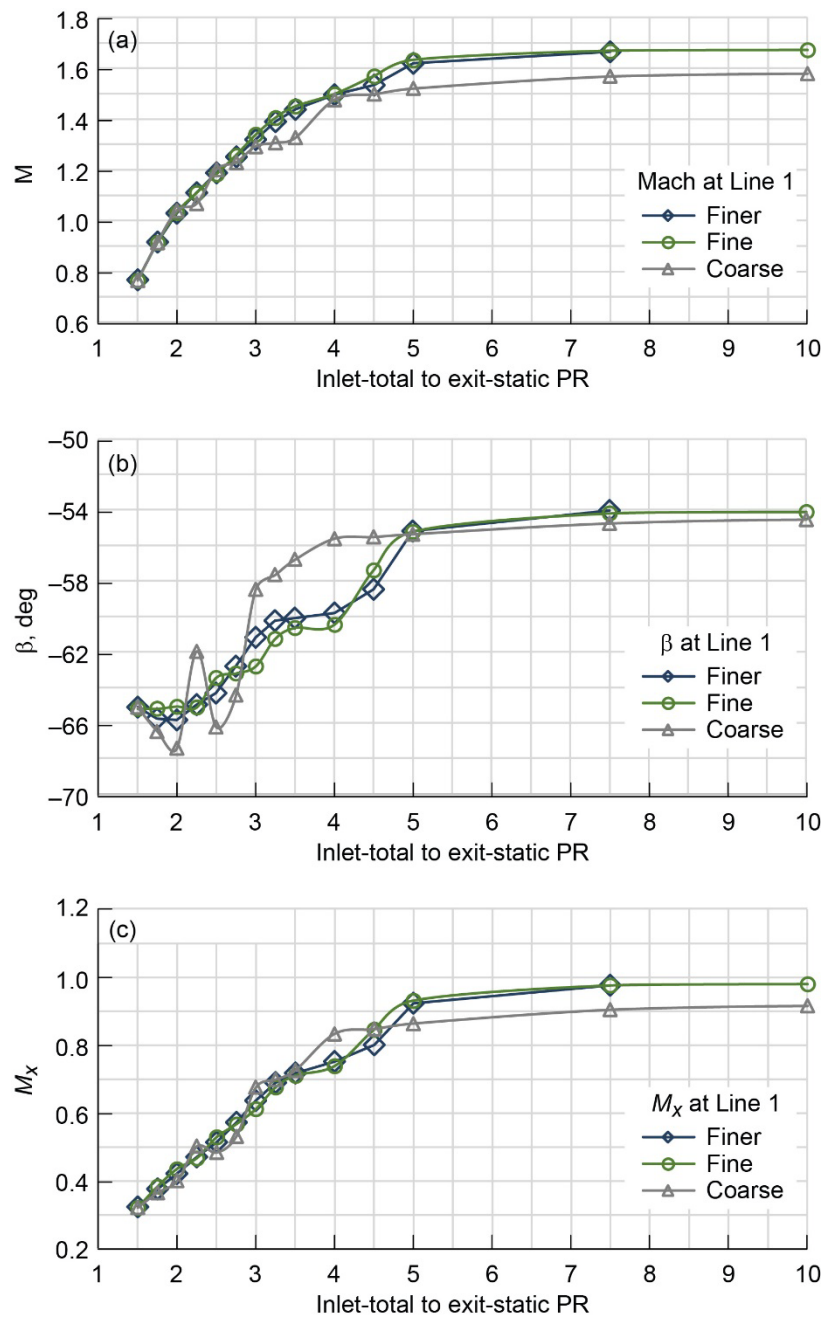 (a)
1.8
1.6
1.4
1.2
1.0
0.8
0.6
M
Mach at Line 1
Finer
Fine
Coarse
1 2 3 4 5 6 7 8 9 10
Inlet-total to exit-static PR
(b)
–50
–54
–58
–62
–66
–70
β, deg
β at Line 1
Finer
Fine
Coarse
1 2 3 4 5 6 7 8 9 10
Inlet-total to exit-static PR
(c)
1.2
1.0
0.8
0.6
0.4
0.2
Mx
Mx at Line 1
Finer
Fine
Coarse
1 2 3 4 5 6 7 8 9 10
Inlet-total to exit-static PR